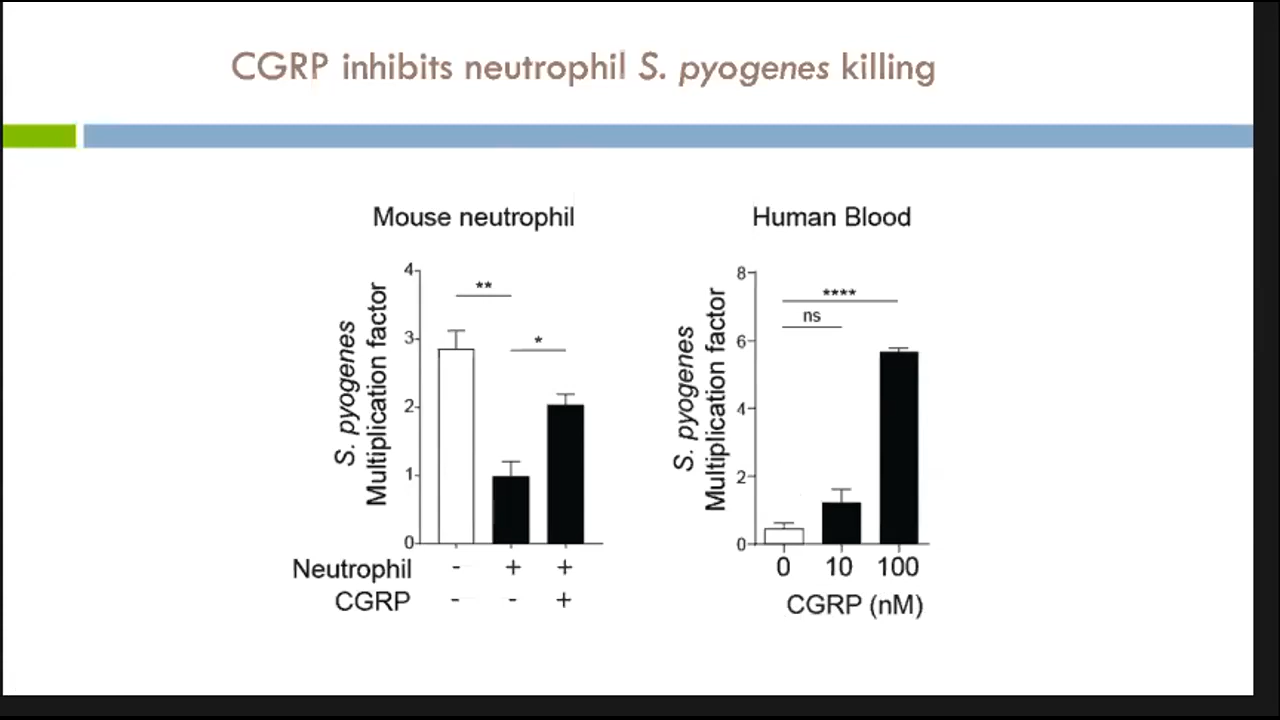 CGRP inhibits neutrophil S. pyogenes killing
Mouse neutrophil
S. pyogenes
Multiplication factor
4
3
2
1
0
**
*
Neutrophil - + +
CGRP - - +
Human Blood
S. pyogenes
Multiplication factor
8
6
4
2
0
****
ns
0 10 100
CGRP (nM)